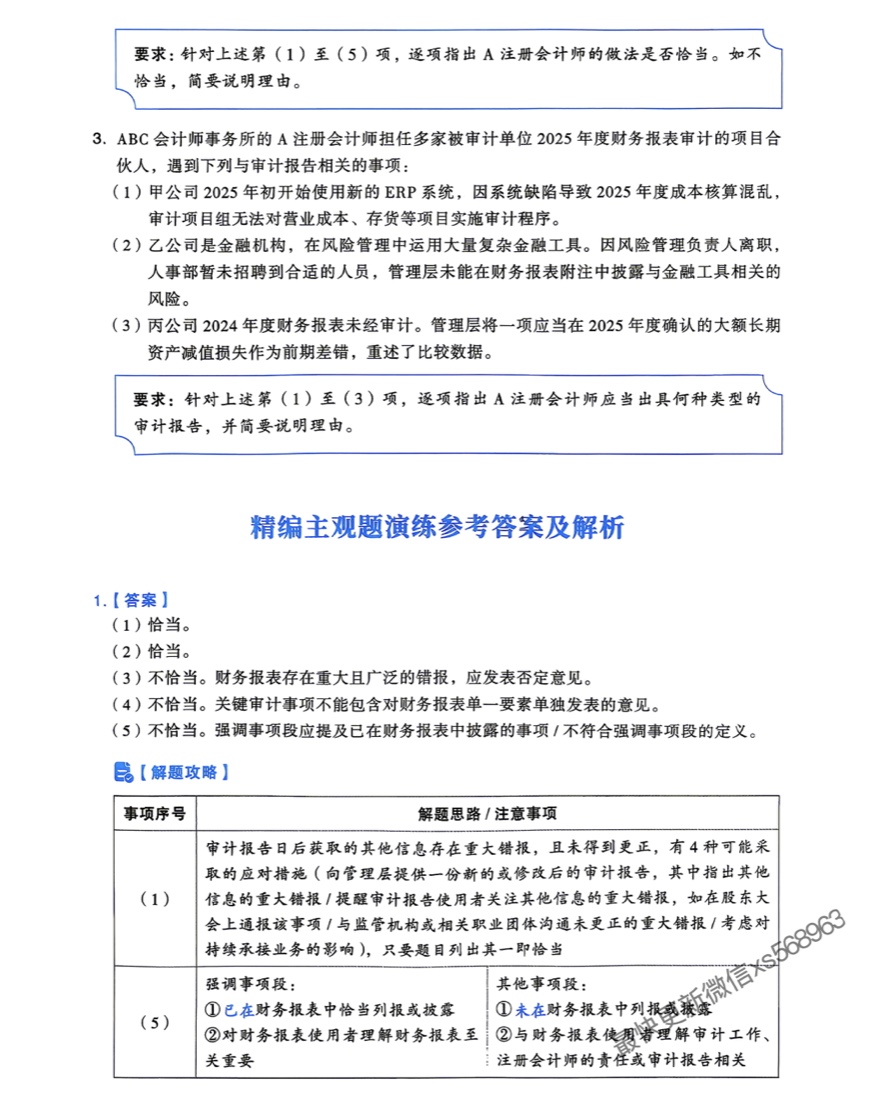 要求：针对上述第（1）至（5）项，逐项指出 A 注册会计师的做法是否恰当。如不
恰当，简要说明理由。
3. ABC 会计师事务所的 A 注册会计师担任多家被审计单位 2025 年度财务报表审计的项目合
伙人，遇到下列与审计报告相关的事项：
（1）甲公司 2025 年初开始使用新的 ERP 系统，因系统缺陷导致 2025 年度成本核算混乱，
审计项目组无法对营业成本、存货等项目实施审计程序。
（2）乙公司是金融机构，在风险管理中运用大量复杂金融工具。因风险管理负责人离职，
人事部暂未招聘到合适的人员，管理层未能在财务报表附注中披露与金融工具相关的
风险。
（3）丙公司 2024 年度财务报表未经审计。管理层将一项应当在 2025 年度确认的大额长期
资产减值损失作为前期差错，重述了比较数据。
要求：针对上述第（1）至（3）项，逐项指出 A 注册会计师应当出具何种类型的
审计报告，并简要说明理由。
精编主观题演练参考答案及解析
1.【答案】
（1）恰当。
（2）恰当。
（3）不恰当。财务报表存在重大且广泛的错报，应发表否定意见。
（4）不恰当。关键审计事项不能包含对财务报表单一要素单独发表的意见。
（5）不恰当。强调事项段应提及已在财务报表中披露的事项 / 不符合强调事项段的定义。
【解题攻略】
事项序号 解题思路 / 注意事项
（1）
审计报告日后获取的其他信息存在重大错报，且未得到更正，有 4 种可能采
取的应对措施（向管理层提供一份新的或修改后的审计报告，其中指出其他
信息的重大错报 / 提醒审计报告使用者关注其他信息的重大错报，如在股东大
会上通报该事项 / 与监管机构或相关职业团体沟通未更正的重大错报 / 考虑对
持续承接业务的影响），只要题目列出其一即恰当
（5）
强调事项段：
①已在财务报表中恰当列报或披露
②对财务报表使用者理解财务报表至
关重要
其他事项段：
①未在财务报表中列报或披露
②与财务报表使用者理解审计工作、
注册会计师的责任或审计报告相关
最快更新微信xs568963